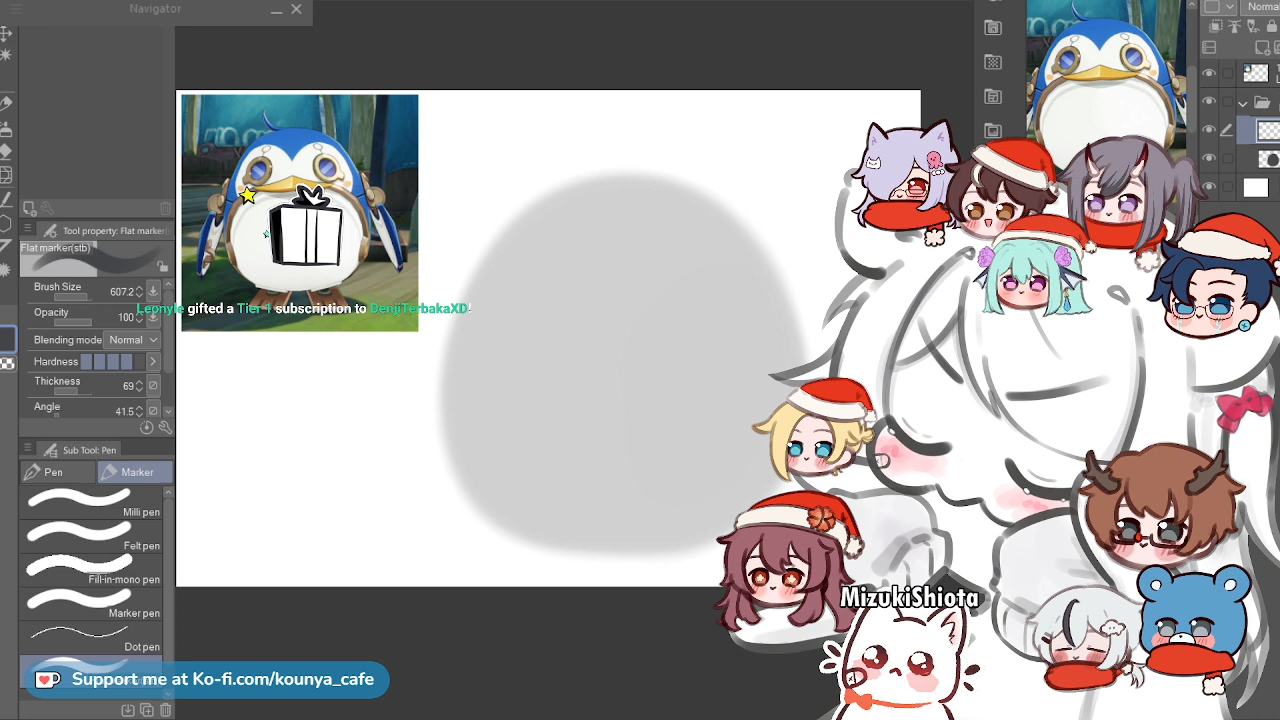 Navigator
Norma
Tool property: Flat marker(
Flat marker(stb)
Brush Size 607.2
Opacity 100
Blending mode Normal
Hardness
Thickness 69
Angle 41.5
Sub Tool: Pen
Pen Marker
Milli pen
Felt pen
Fill-in-mono pen
Marker pen
Dot pen
Leonyle gifted a Tier 1 subscription to DenjiTerbakaXD!
MizukiShiota
Support me at Ko-fi.com/kounya_cafe